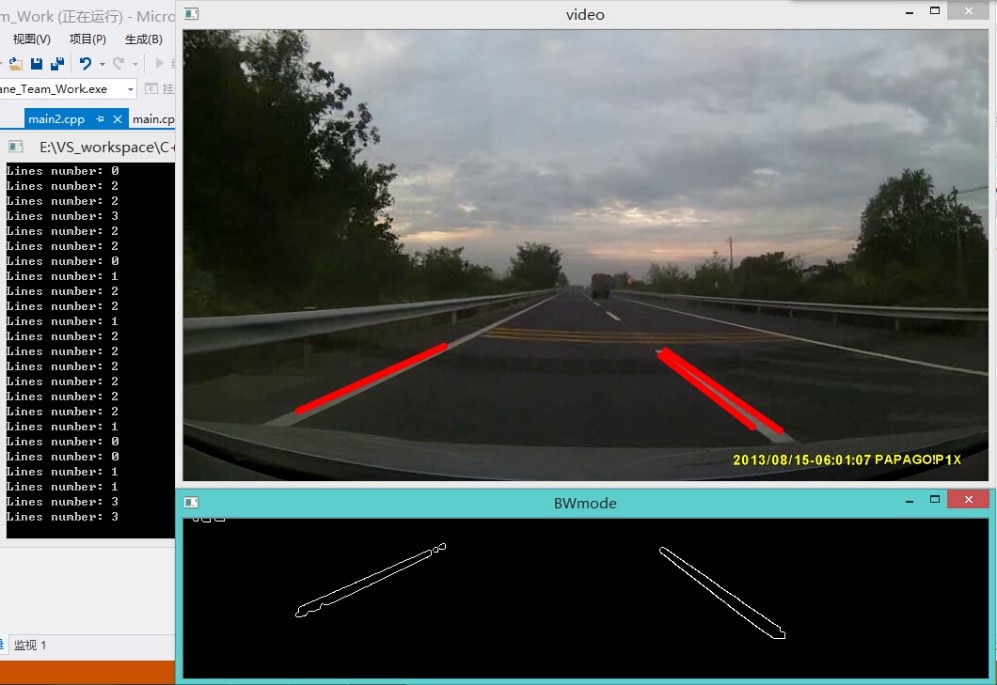 m_Work (正在运行) - Micro
视图(V) 项目(P) 生成(B)
ane_Team_Work.exe
main2.cpp main.cp
E:\VS_workspace\C+
Lines number: 0
Lines number: 2
Lines number: 2
Lines number: 3
Lines number: 2
Lines number: 2
Lines number: 0
Lines number: 1
Lines number: 2
Lines number: 2
Lines number: 1
Lines number: 2
Lines number: 2
Lines number: 2
Lines number: 2
Lines number: 2
Lines number: 2
Lines number: 1
Lines number: 0
Lines number: 0
Lines number: 1
Lines number: 1
Lines number: 3
Lines number: 3
监视 1
video
2013/08/15-06:01:07 PAPAGO!P1X
BWmode